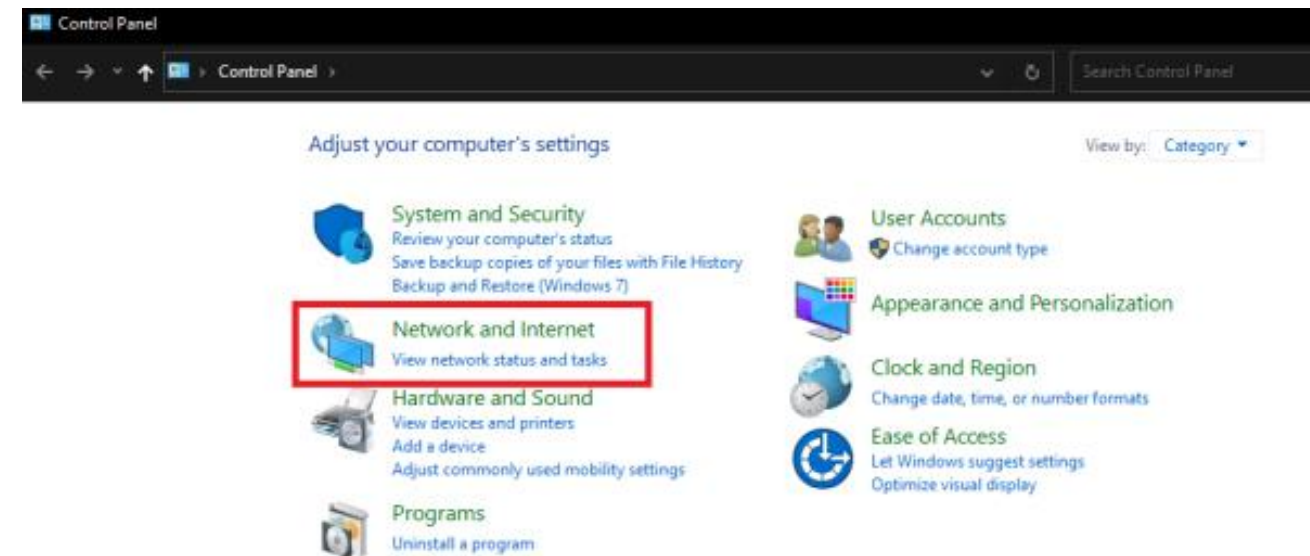 Control Panel
Control Panel
Search Control Panel
Adjust your computer's settings
View by: Category
System and Security
Review your computer's status
Save backup copies of your files with File History
Backup and Restore (Windows 7)
Network and Internet
View network status and tasks
Hardware and Sound
View devices and printers
Add a device
Adjust commonly used mobility settings
Programs
Uninstall a program
User Accounts
Change account type
Appearance and Personalization
Clock and Region
Change date, time, or number formats
Ease of Access
Let Windows suggest settings
Optimize visual display